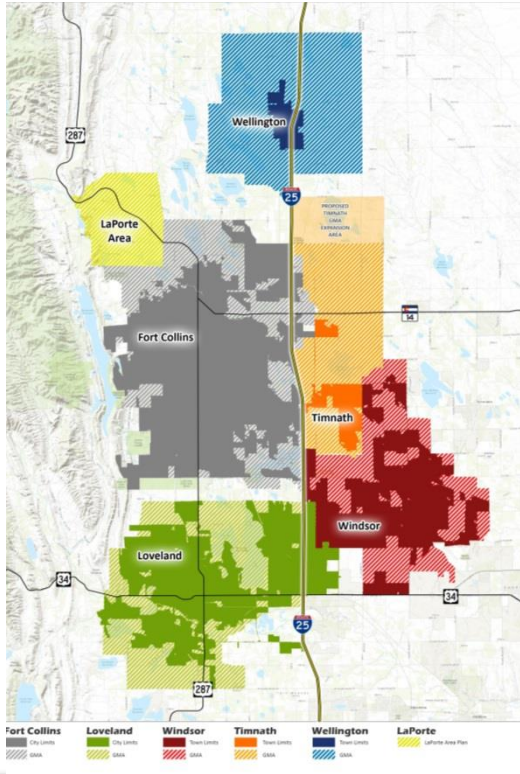 Wellington
287
25
PROPOSED
TIMNATH
GMA
EXPANSION
AREA
LaPorte
Area
14
Fort Collins
Timnath
Windsor
Loveland
34
34
25
287
Fort Collins Loveland Windsor Timnath Wellington LaPorte
City Limits City Limits Town Limits Town Limits Town Limits LaPorte Area Plan
GMA GMA GMA GMA GMA